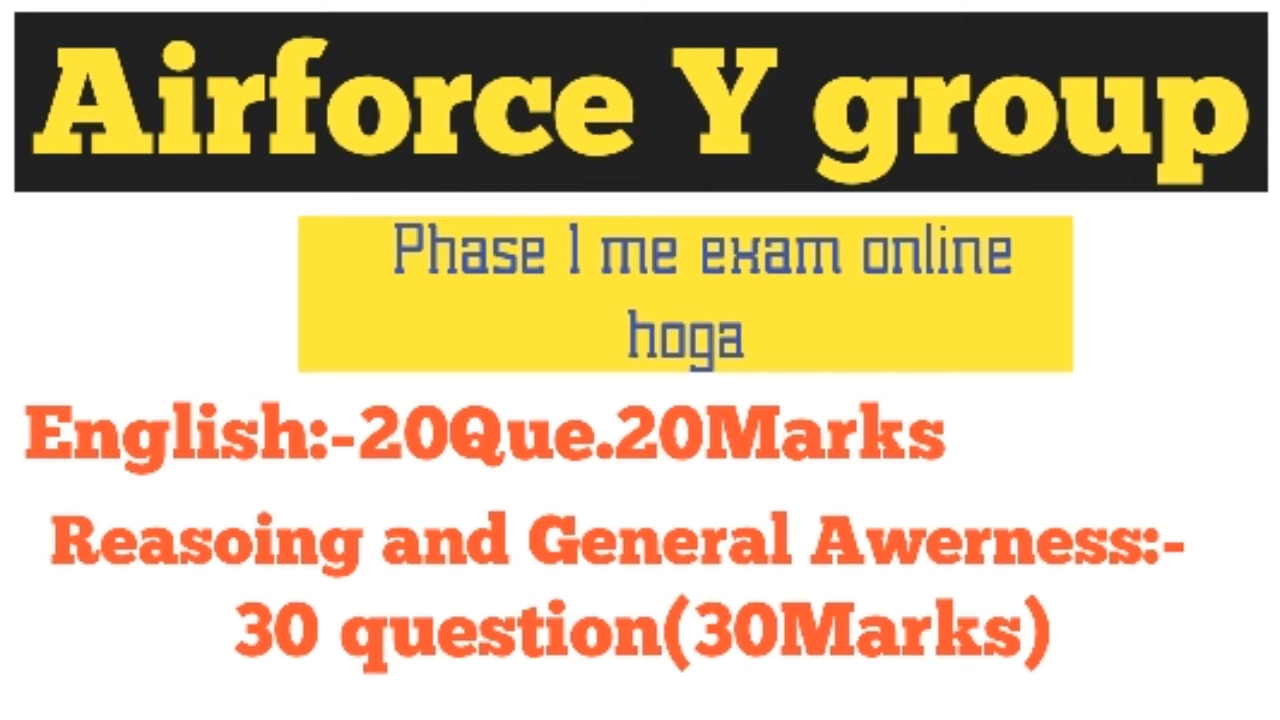 Airforce Y group
Phase 1 me exam online
hoga
English:-20Que.20Marks
Reasoing and General Awerness:-
30 question(30Marks)